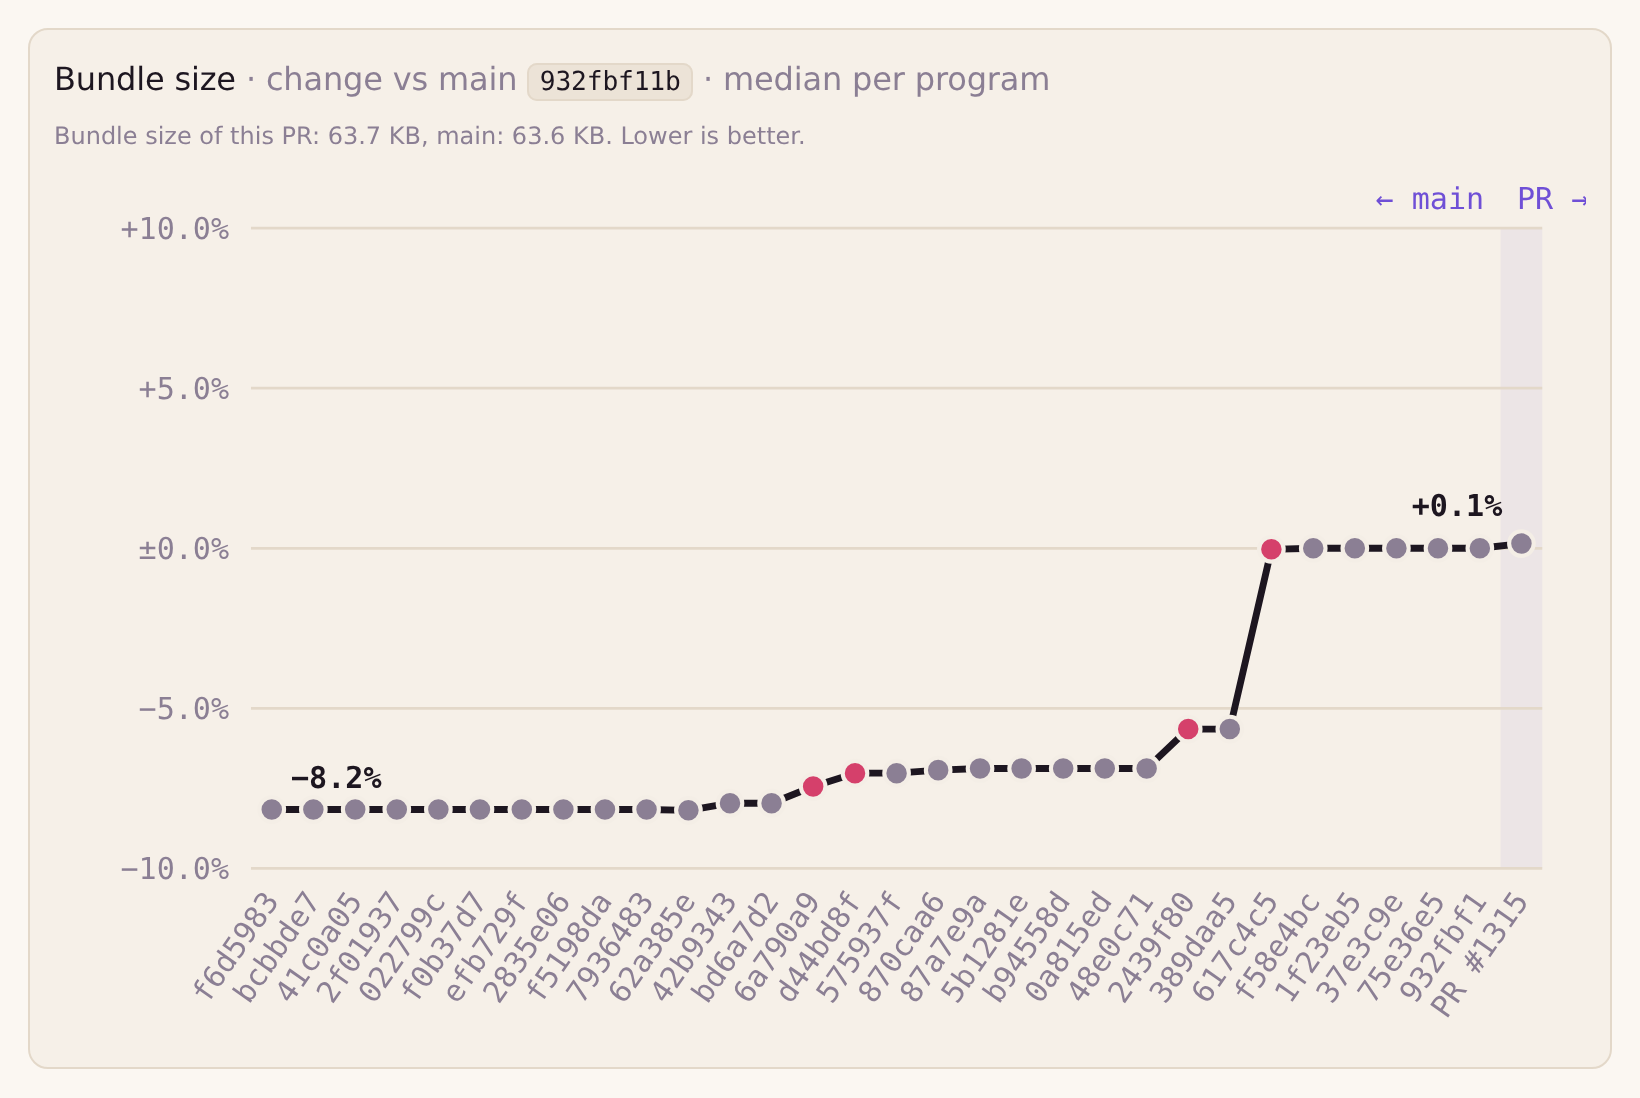 Bundle size · change vs main 932fbf11b · median per program
Bundle size of this PR: 63.7 KB, main: 63.6 KB. Lower is better.
← main PR →
+10.0%
+5.0%
±0.0%
−5.0%
−10.0%
−8.2%
+0.1%
f6d5983
bcbbde7
41c0a05
2f01937
022799c
f0b37d7
efb729f
2835e06
f5198da
7936483
62a385e
42b9343
bd6a7d2
6a790a9
d44bd8f
575937f
870caa6
87a7e9a
5b1281e
b94558d
0a815ed
48e0c71
2439f80
389daa5
617c4c5
f58e4bc
1f23eb5
37e3c9e
75e36e5
932fbf1
PR #1315